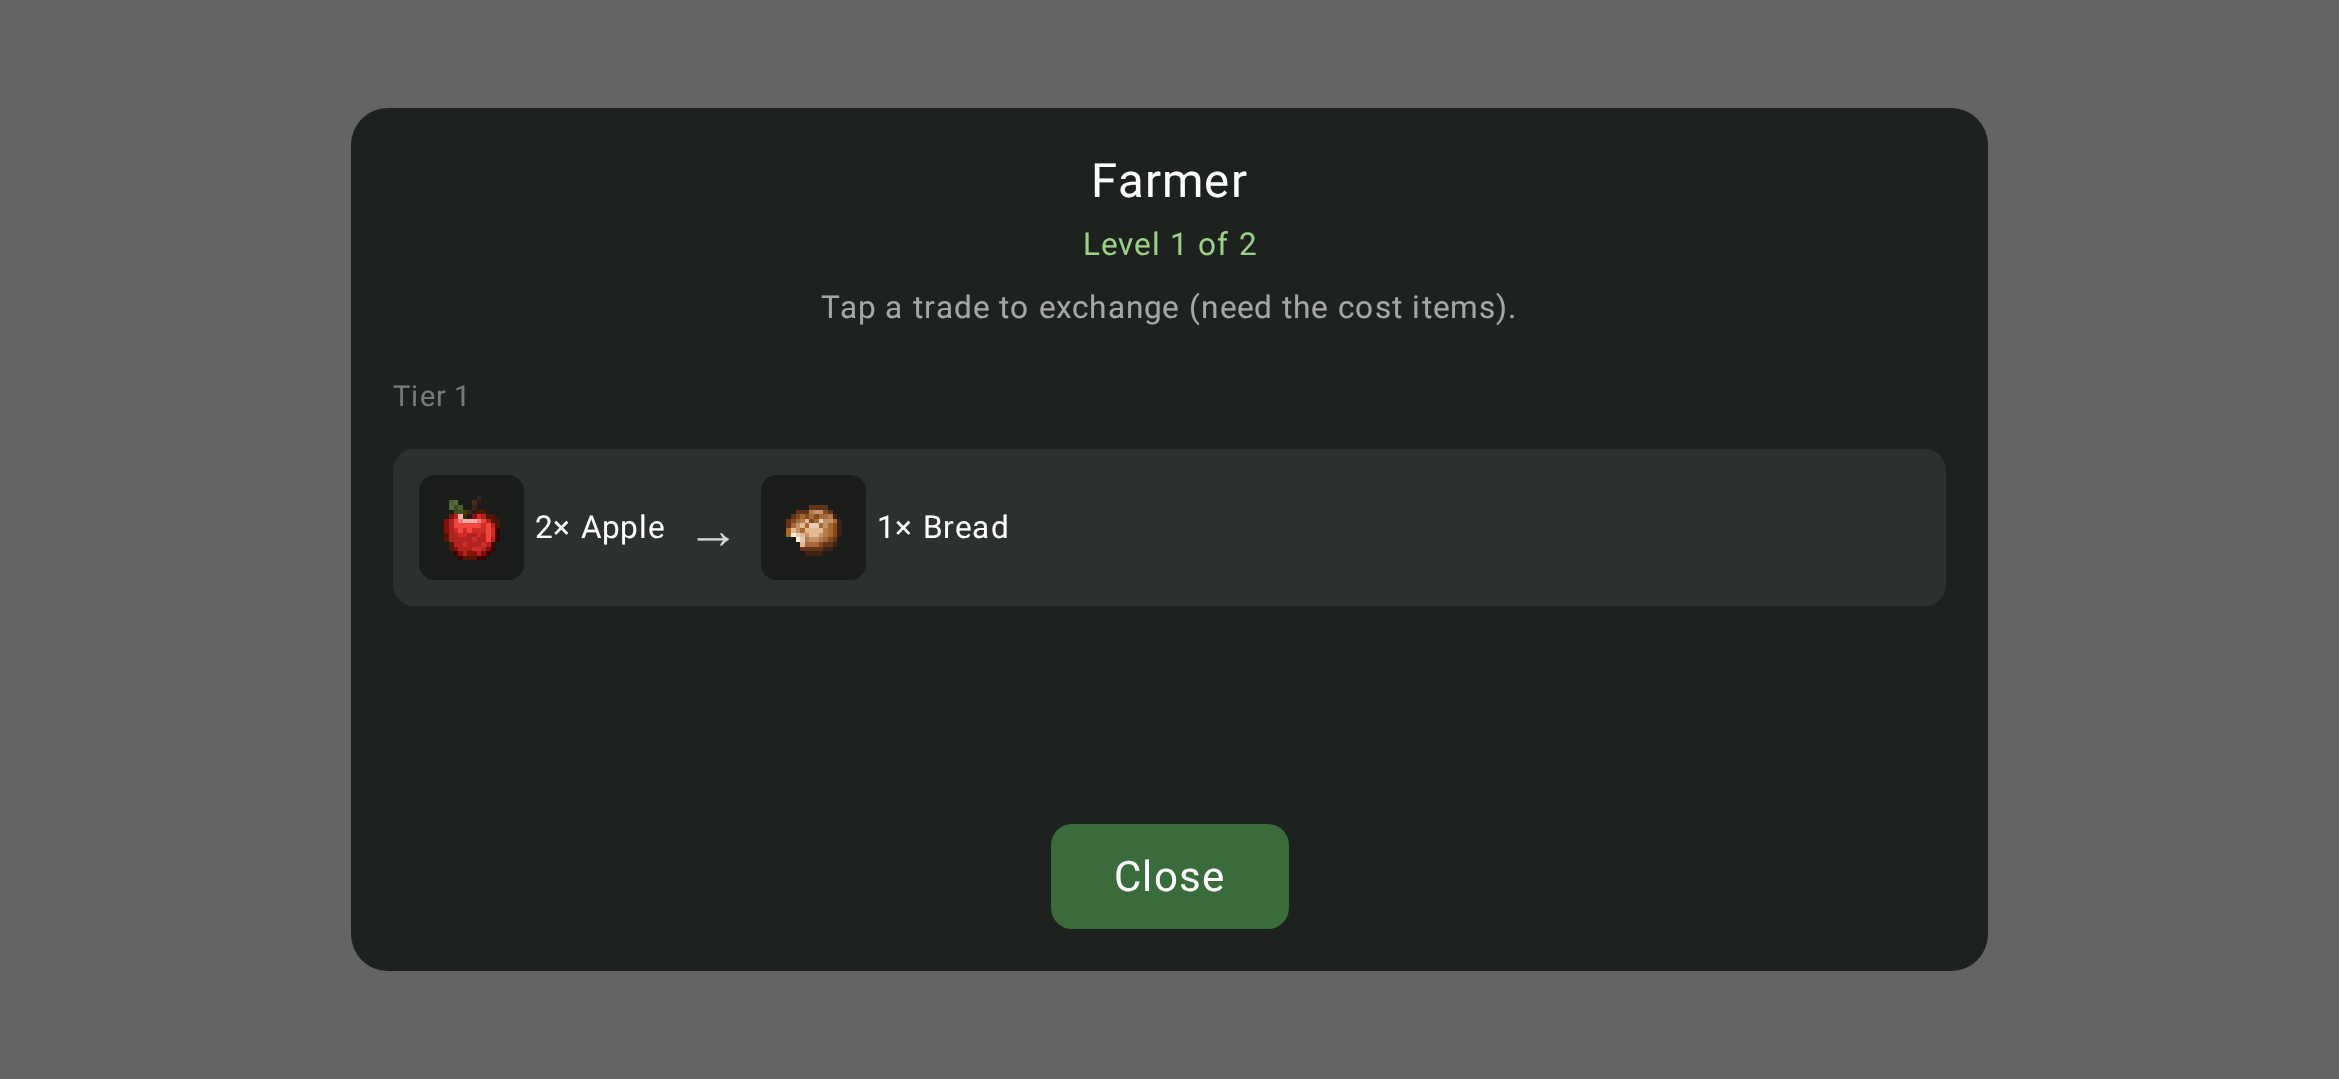 Farmer
Level 1 of 2
Tap a trade to exchange (need the cost items).
Tier 1
2× Apple → 1× Bread
Close